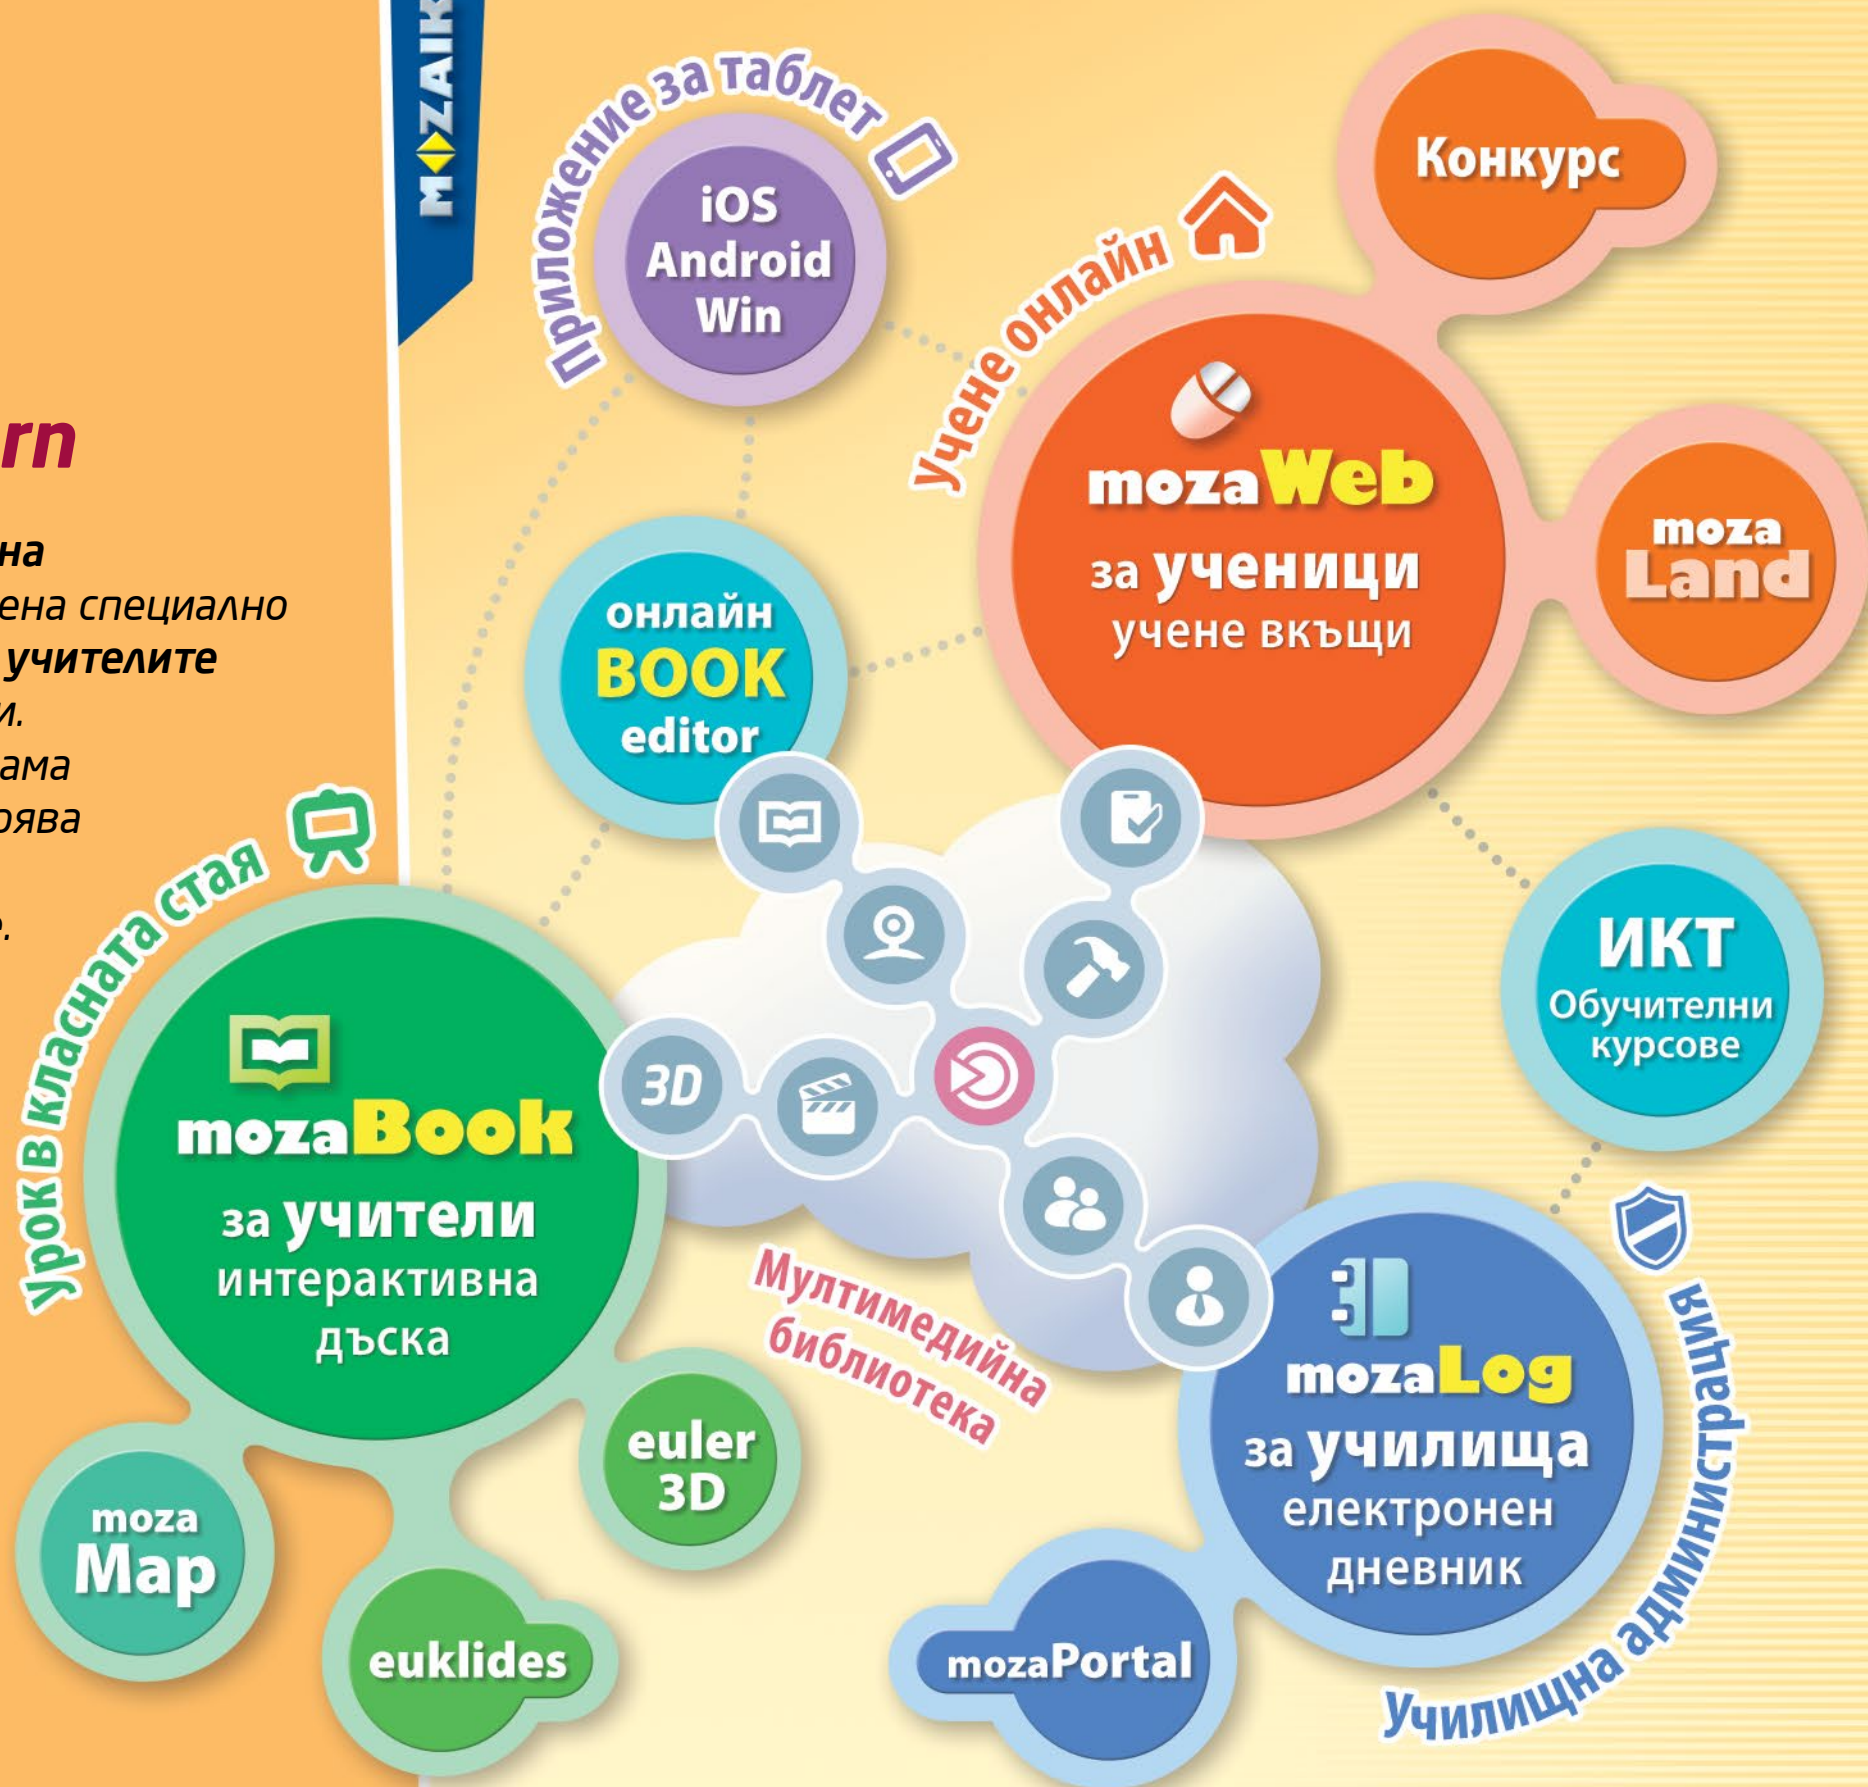 MOZAIK
rn
на
ена специално
учителите
и.
ама
оява
е.
Приложение за таблет
iOS
Android
Win
Учене онлайн
Конкурс
mozaWeb
за ученици
учене вкъщи
moza
Land
онлайн
BOOK
editor
ИКТ
Обучителни
курсове
Урок в класната стая
mozaBook
за учители
интерактивна
дъска
3D
Мултимедийна
библиотека
moza
Map
euklides
euler
3D
mozaLog
за училища
електронен
дневник
mozaPortal
Училищна администрация